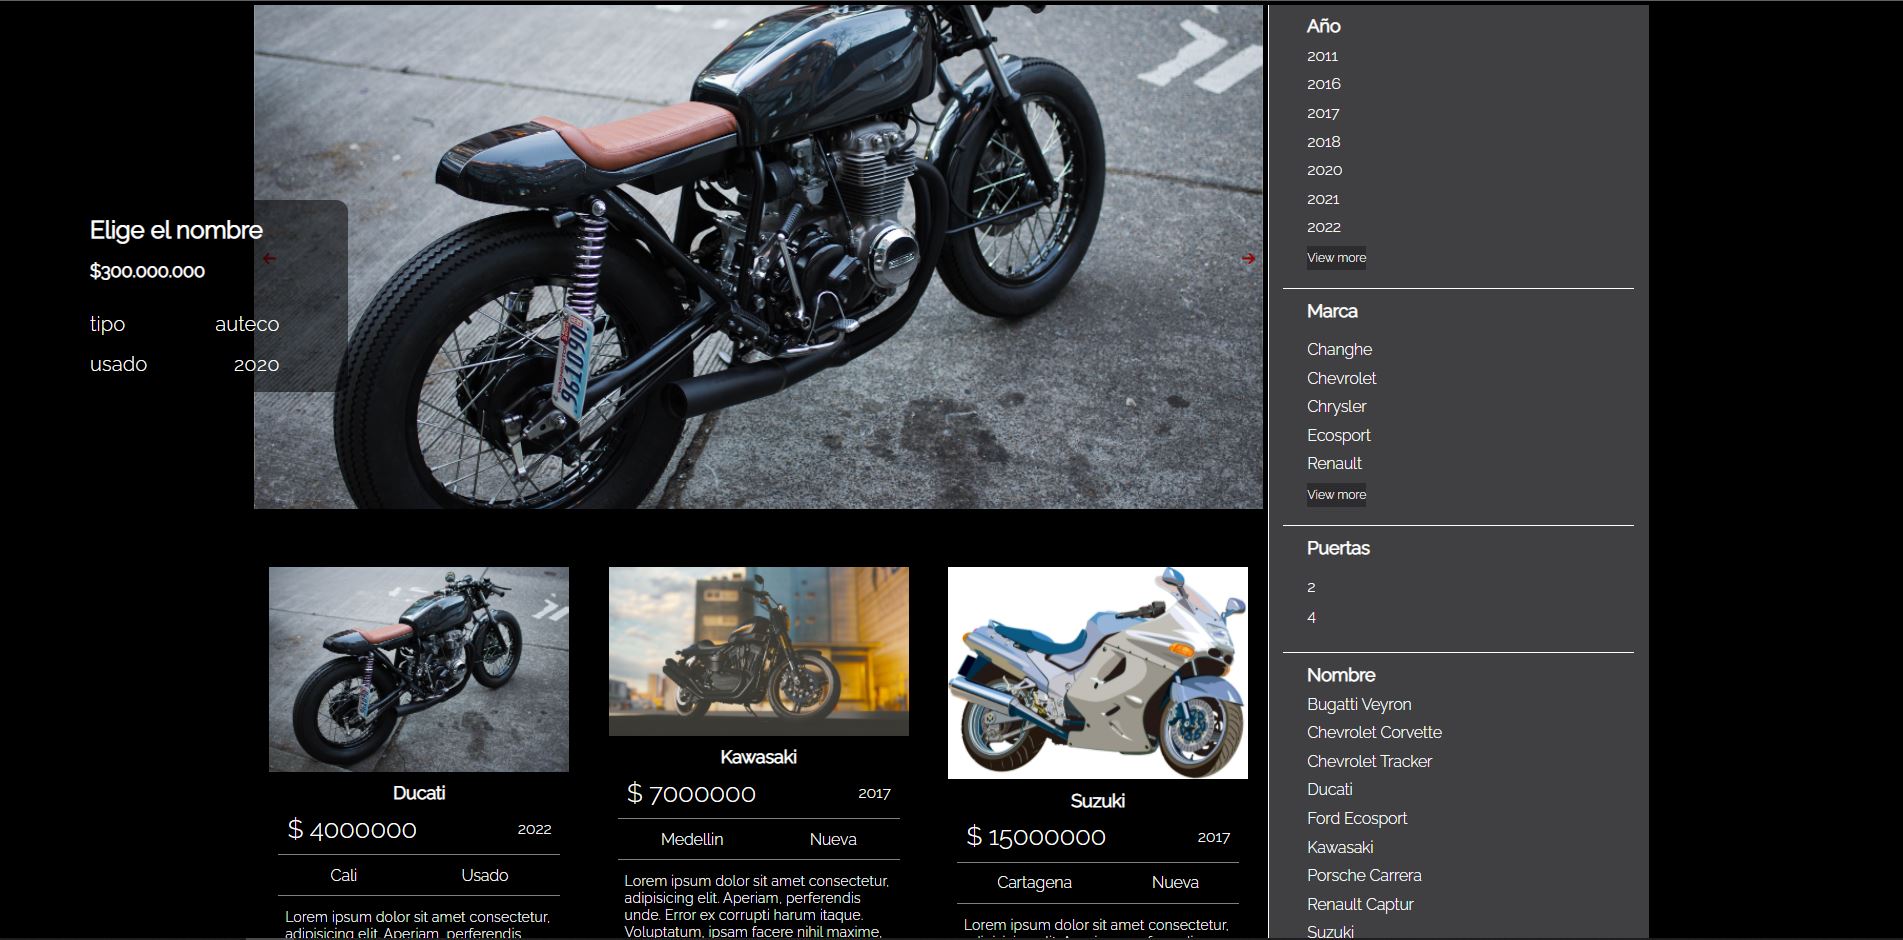 Elige el nombre
$300.000.000
tipo auteco
usado 2020
961090
Ducati
$ 4000000 2022
Cali Usado
Lorem ipsum dolor sit amet consectetur,
adipisicing elit. Aperiam, perferendis
Kawasaki
$ 7000000 2017
Medellin Nueva
Lorem ipsum dolor sit amet consectetur,
adipisicing elit. Aperiam, perferendis
unde. Error ex corrupti harum itaque.
Voluptatum, ipsam facere nihil maxime,
Suzuki
$ 15000000 2017
Cartagena Nueva
Lorem ipsum dolor sit amet consectetur,
Año
2011
2016
2017
2018
2020
2021
2022
View more
Marca
Changhe
Chevrolet
Chrysler
Ecosport
Renault
View more
Puertas
2
4
Nombre
Bugatti Veyron
Chevrolet Corvette
Chevrolet Tracker
Ducati
Ford Ecosport
Kawasaki
Porsche Carrera
Renault Captur
Suzuki